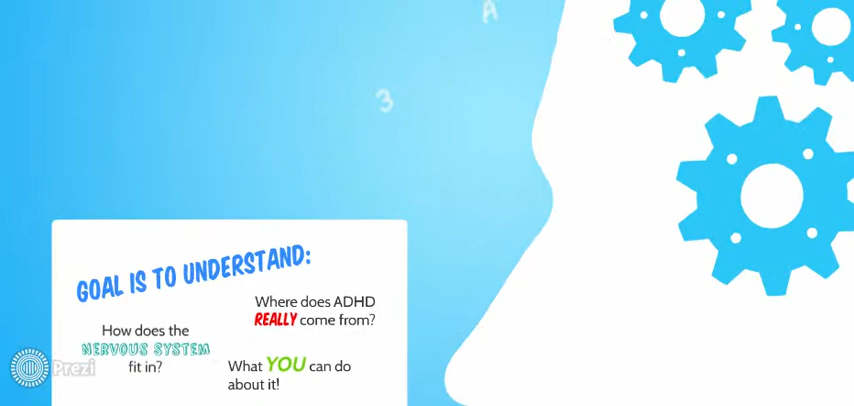 A
3
GOAL IS TO UNDERSTAND:
Where does ADHD
REALLY come from?
How does the
NERVOUS SYSTEM
fit in?
What YOU can do
about it!
Prezi